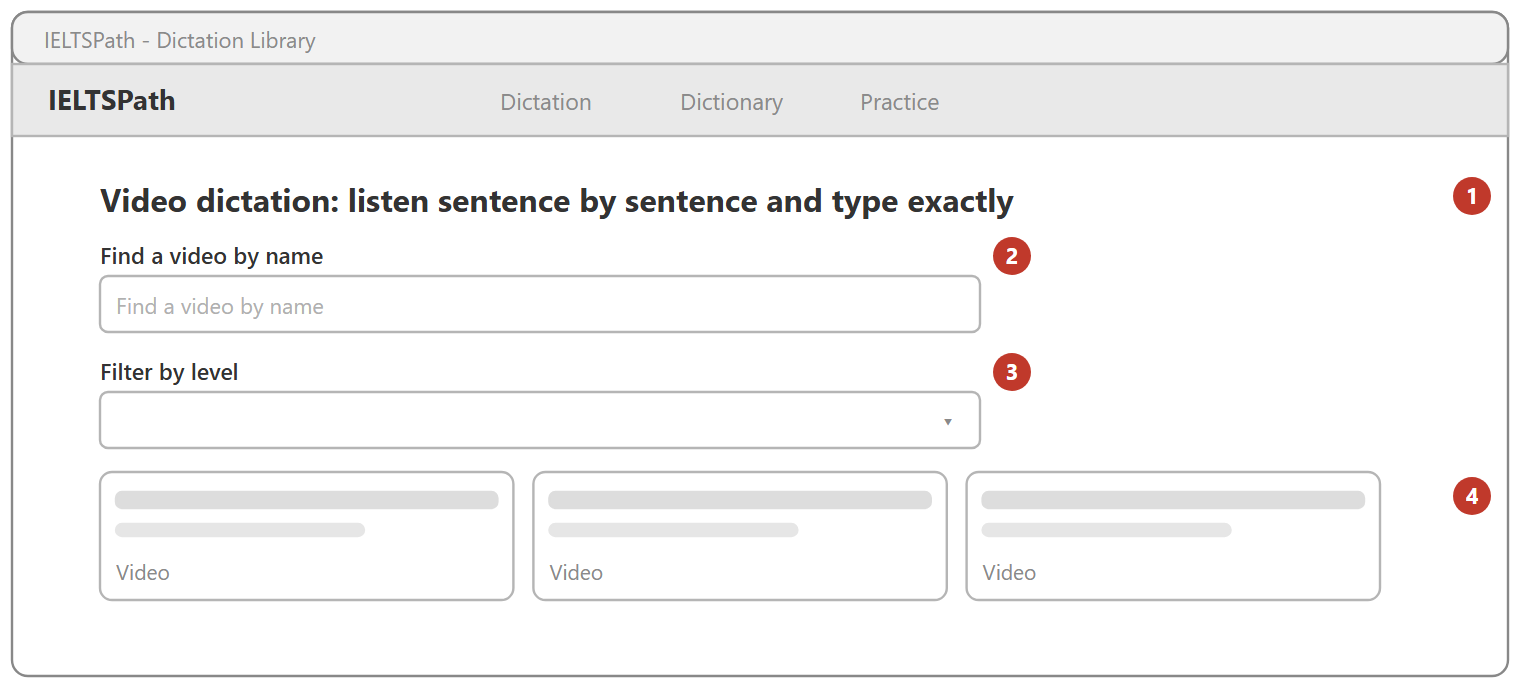 IELTSPath - Dictation Library
IELTSPath Dictation Dictionary Practice
Video dictation: listen sentence by sentence and type exactly 1
Find a video by name 2
Find a video by name
Filter by level 3
4
Video Video Video